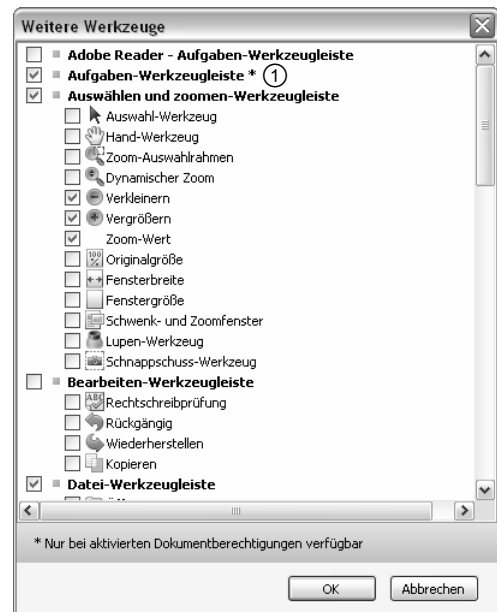 Weitere Werkzeuge
Adobe Reader - Aufgaben-Werkzeugleiste
Aufgaben-Werkzeugleiste * 1
Auswählen und zoomen-Werkzeugleiste
Auswahl-Werkzeug
Hand-Werkzeug
Zoom-Auswahlrahmen
Dynamischer Zoom
Verkleinern
Vergrößern
Zoom-Wert
Originalgröße
Fensterbreite
Fenstergröße
Schwenk- und Zoomfenster
Lupen-Werkzeug
Schnappschuss-Werkzeug
Bearbeiten-Werkzeugleiste
Rechtschreibprüfung
Rückgängig
Wiederherstellen
Kopieren
Datei-Werkzeugleiste
* Nur bei aktivierten Dokumentberechtigungen verfügbar
OK Abbrechen